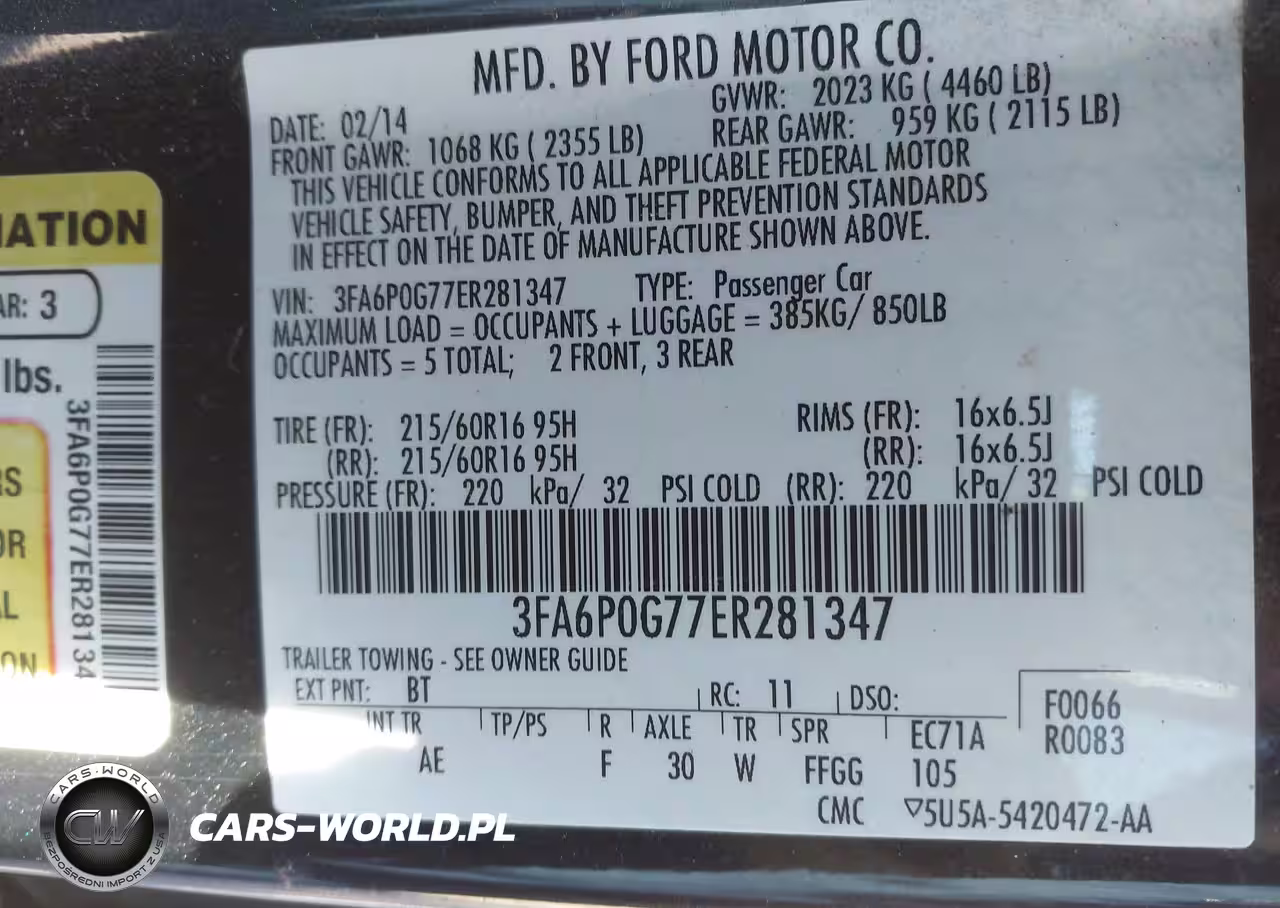 MFD. BY FORD MOTOR CO.
DATE: 02/14
GVWR: 2023 KG ( 4460 LB)
FRONT GAWR: 1068 KG ( 2355 LB)
REAR GAWR: 959 KG ( 2115 LB)
THIS VEHICLE CONFORMS TO ALL APPLICABLE FEDERAL MOTOR
VEHICLE SAFETY, BUMPER, AND THEFT PREVENTION STANDARDS
IN EFFECT ON THE DATE OF MANUFACTURE SHOWN ABOVE.
VIN: 3FA6P0G77ER281347 TYPE: Passenger Car
MAXIMUM LOAD = OCCUPANTS + LUGGAGE = 385KG/ 850LB
OCCUPANTS = 5 TOTAL; 2 FRONT, 3 REAR
TIRE (FR): 215/60R16 95H RIMS (FR): 16x6.5J
(RR): 215/60R16 95H (RR): 16x6.5J
PRESSURE (FR): 220 kPa/ 32 PSI COLD (RR): 220 kPa/ 32 PSI COLD
3FA6P0G77ER281347
TRAILER TOWING - SEE OWNER GUIDE
EXT PNT: BT RC: 11 DSO: F0066
INT TR TP/PS R AXLE TR SPR EC71A R0083
AE F 30 W FFGG 105
CMC ▽5U5A-5420472-AA
AR: 3
lbs.
3FA6P0G77ER28134
CARS-WORLD
CW
BEZPOŚREDNI IMPORT Z USA
CARS-WORLD.PL